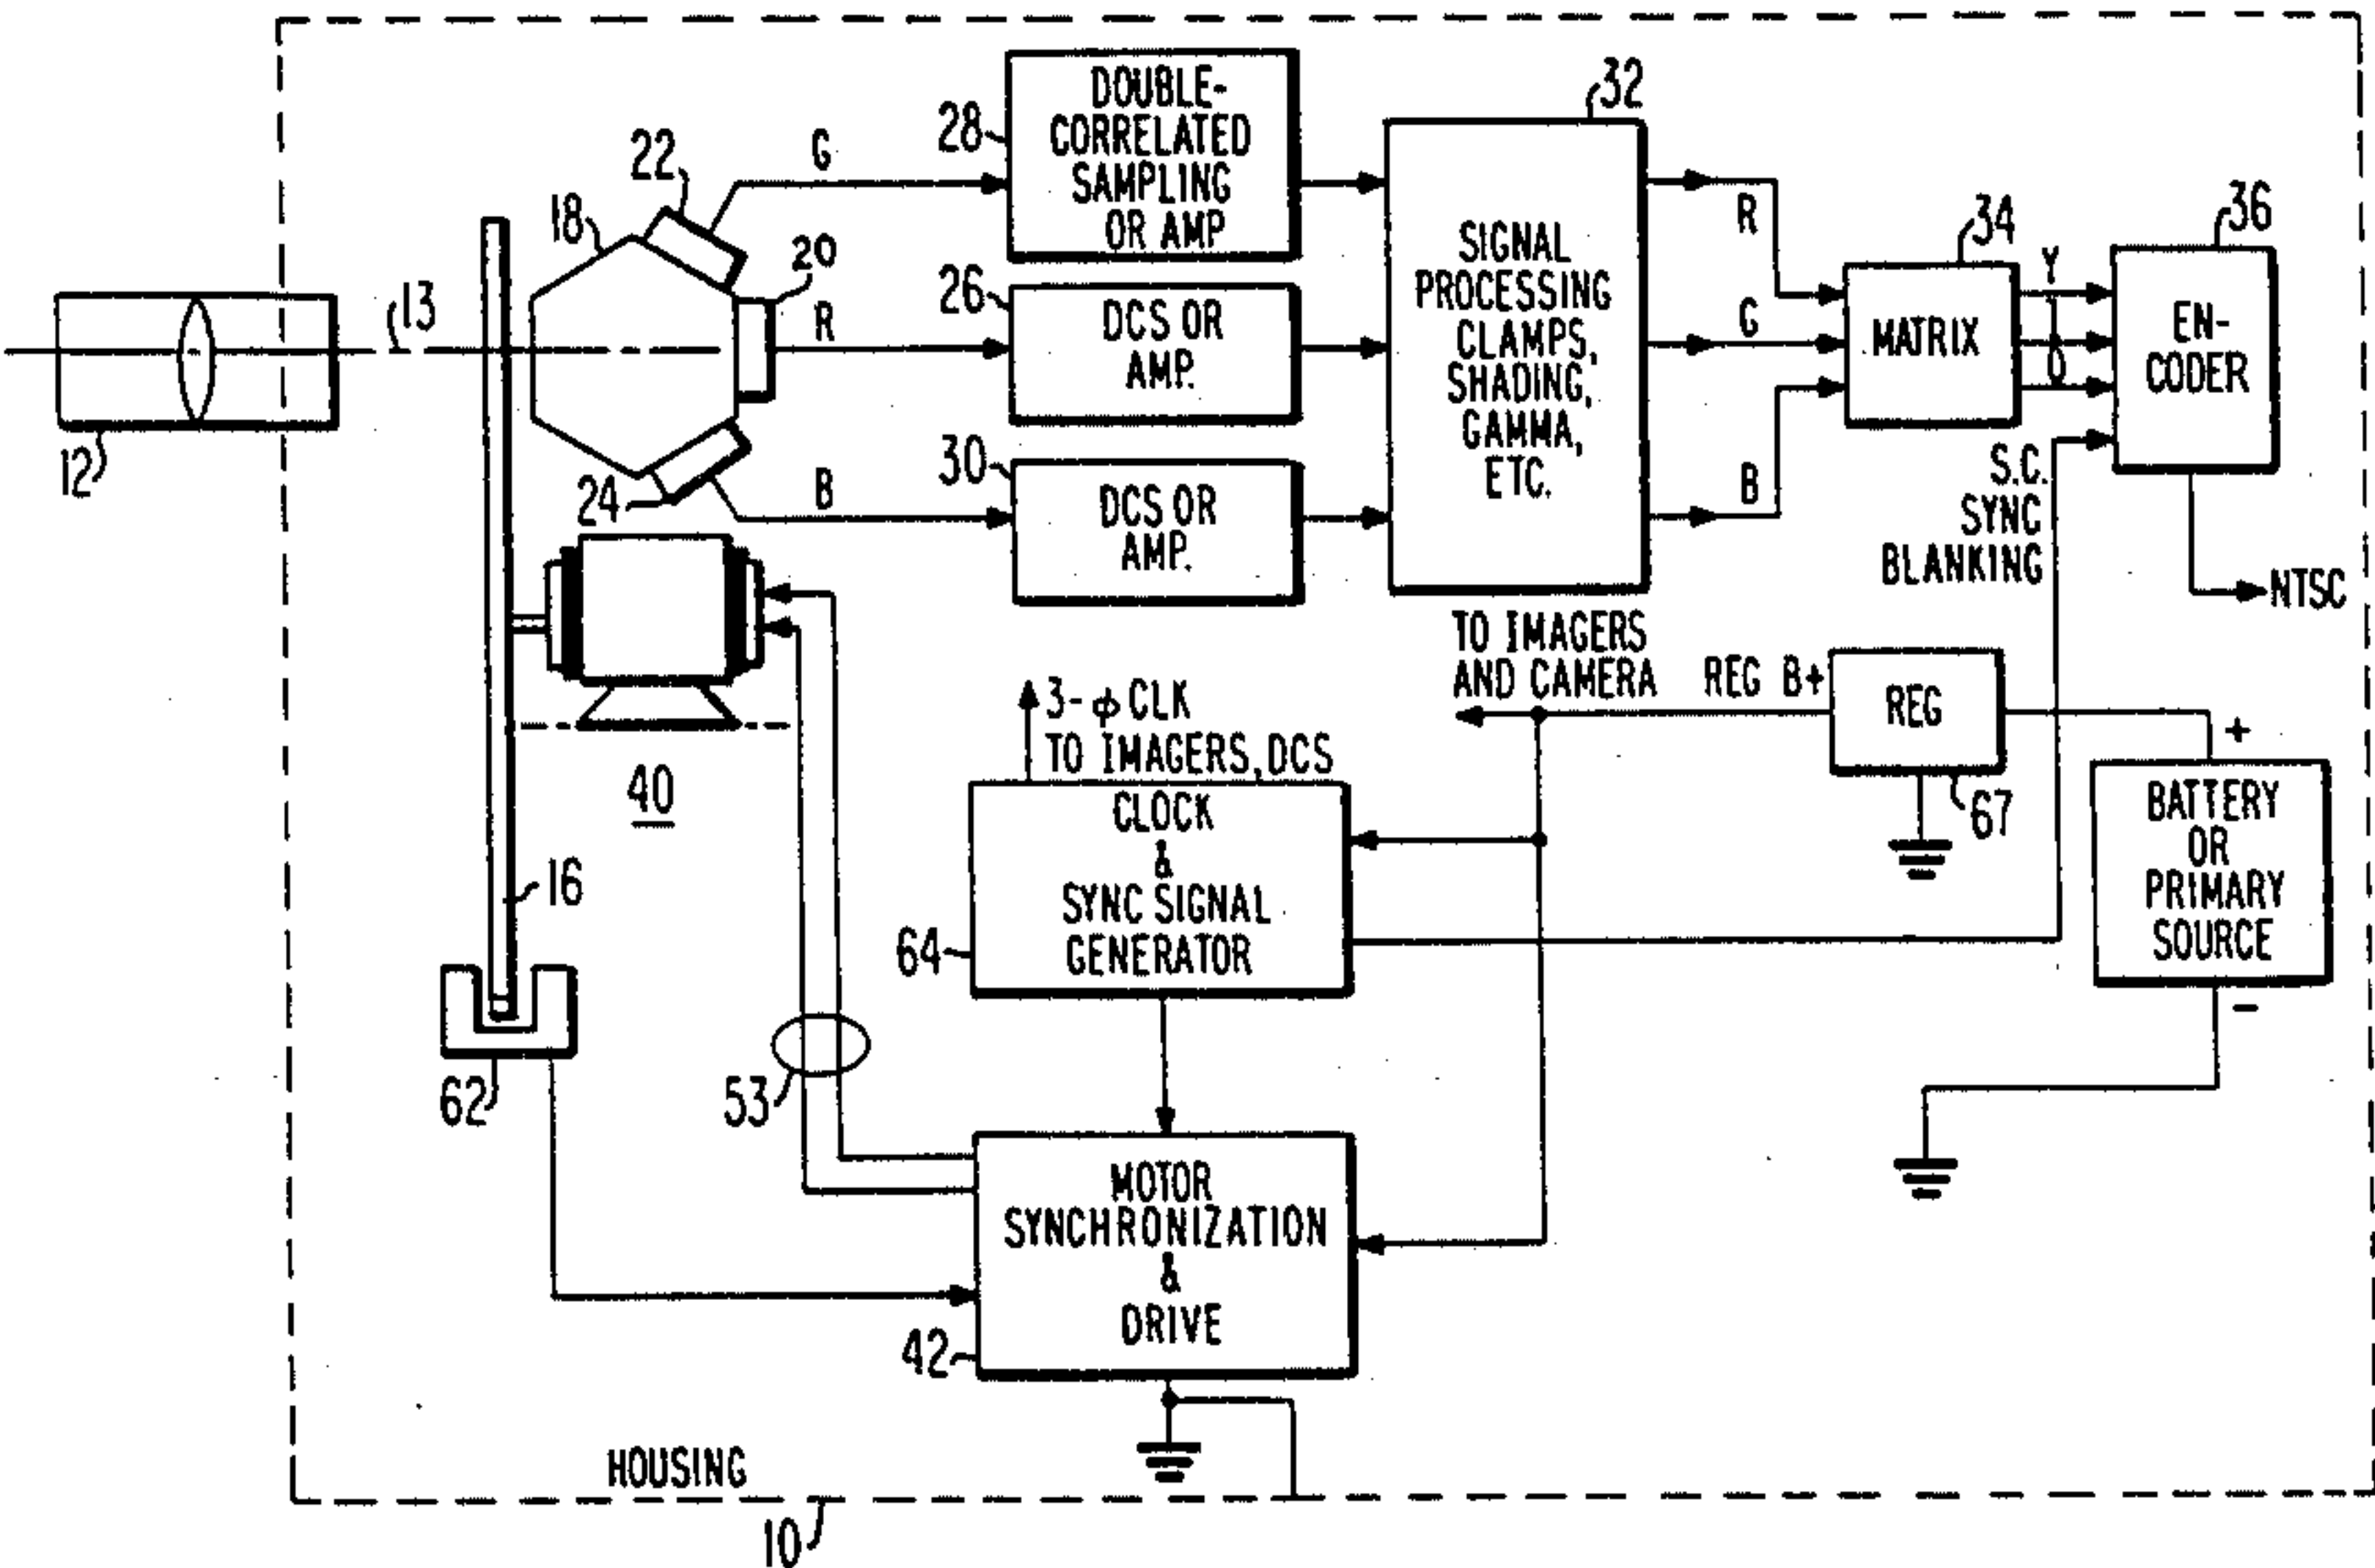 DOUBLE-
CORRELATED
SAMPLING
OR AMP
28
32
22
G
18
20
SIGNAL
PROCESSING
CLAMPS,
SHADING,
GAMMA,
ETC.
R
34
36
Y
I
Q
13
26
R
DCS OR
AMP.
G
MATRIX
EN-
CODER
12
30
24
B
DCS OR
AMP.
B
S.C.
SYNC
BLANKING
NTSC
TO IMAGERS
AND CAMERA
REG B+
REG
67
3-ϕ CLK
TO IMAGERS, DCS
+
BATTERY
OR
PRIMARY
SOURCE
-
40
CLOCK
&
SYNC SIGNAL
GENERATOR
64
16
62
53
MOTOR
SYNCHRONIZATION
&
DRIVE
42
HOUSING
10